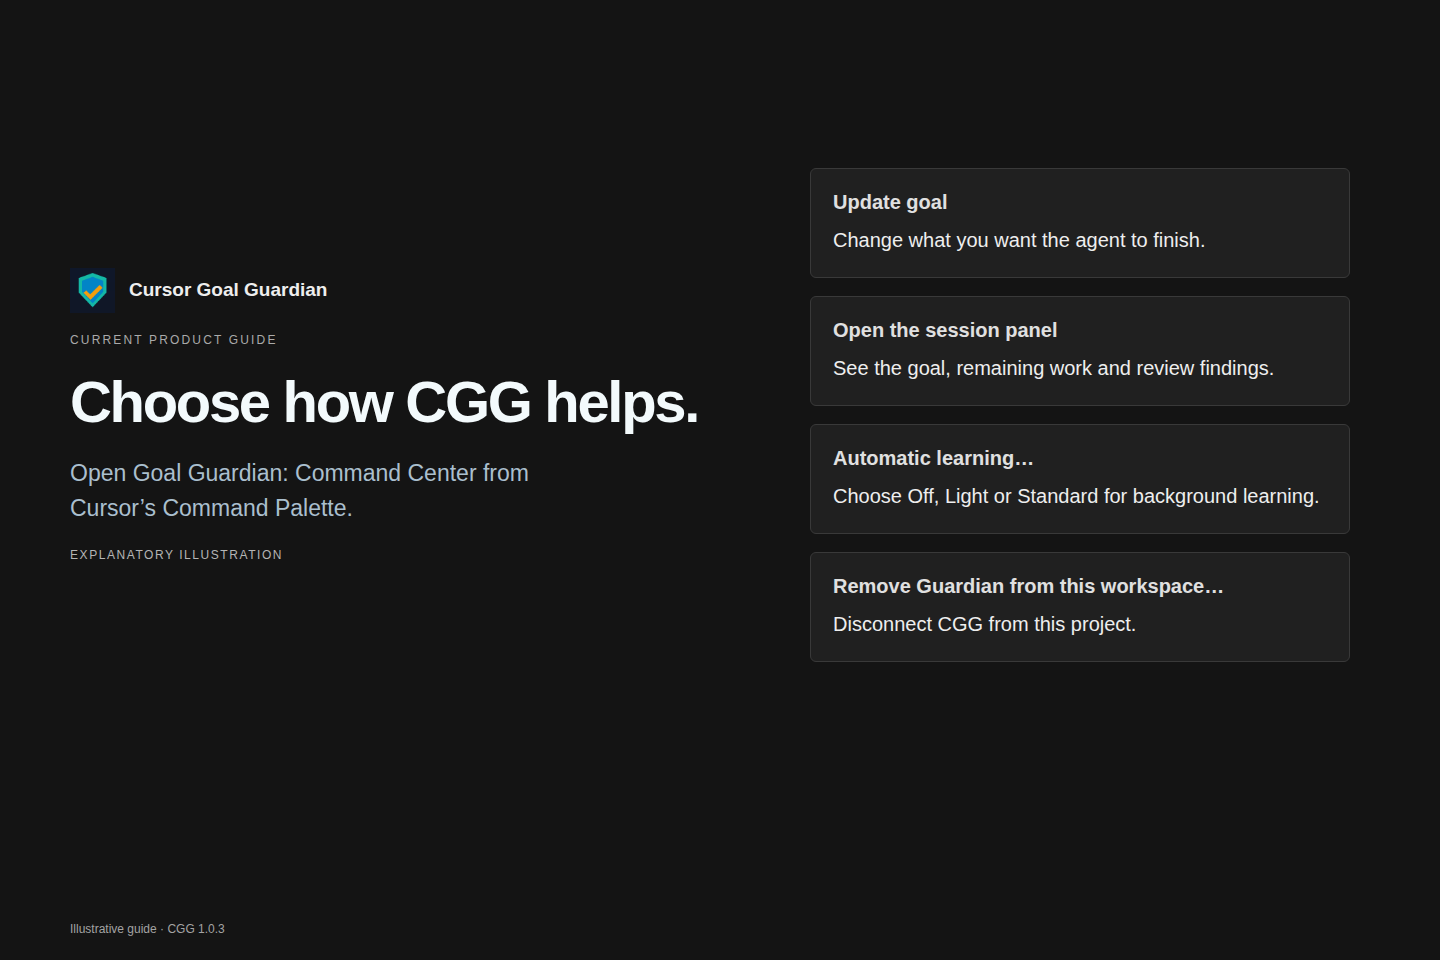 Cursor Goal Guardian
CURRENT PRODUCT GUIDE
Choose how CGG helps.
Open Goal Guardian: Command Center from
Cursor’s Command Palette.
EXPLANATORY ILLUSTRATION
Update goal
Change what you want the agent to finish.
Open the session panel
See the goal, remaining work and review findings.
Automatic learning…
Choose Off, Light or Standard for background learning.
Remove Guardian from this workspace…
Disconnect CGG from this project.
Illustrative guide · CGG 1.0.3